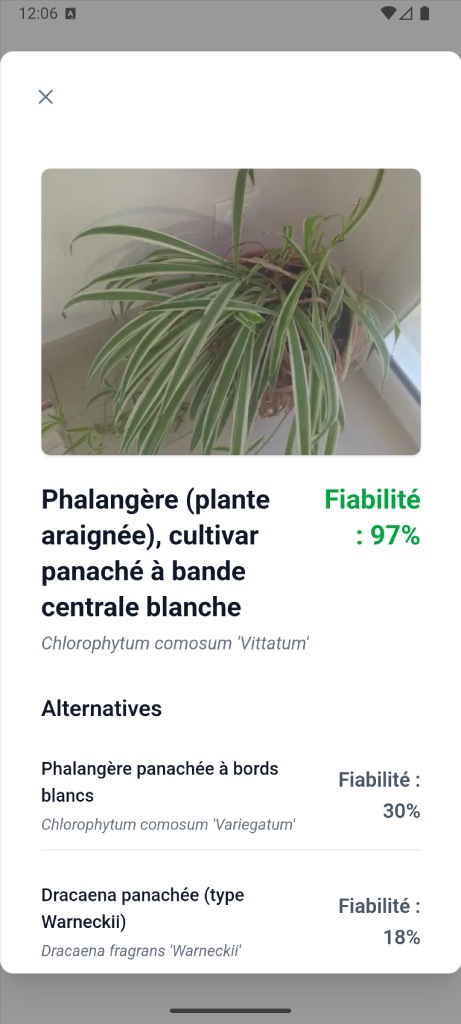 12:06 A
Phalangère (plante
araignée), cultivar
panaché à bande
centrale blanche
Fiabilité
: 97%
Chlorophytum comosum 'Vittatum'
Alternatives
Phalangère panachée à bords
blancs
Fiabilité :
30%
Chlorophytum comosum 'Variegatum'
Dracaena panachée (type
Warneckii)
Fiabilité :
18%
Dracaena fragrans 'Warneckii'